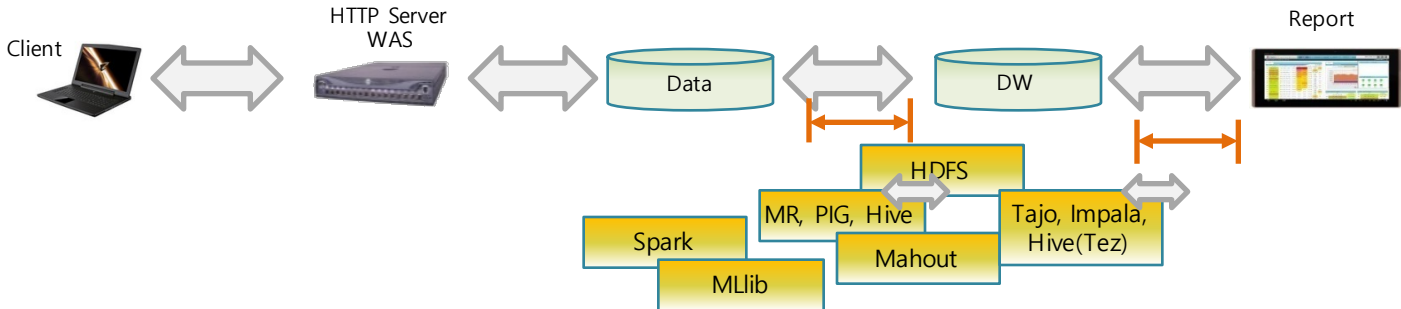 Client
HTTP Server
WAS
Data
DW
Report
HDFS
MR, PIG, Hive
Tajo, Impala,
Hive(Tez)
Spark
Mahout
MLlib